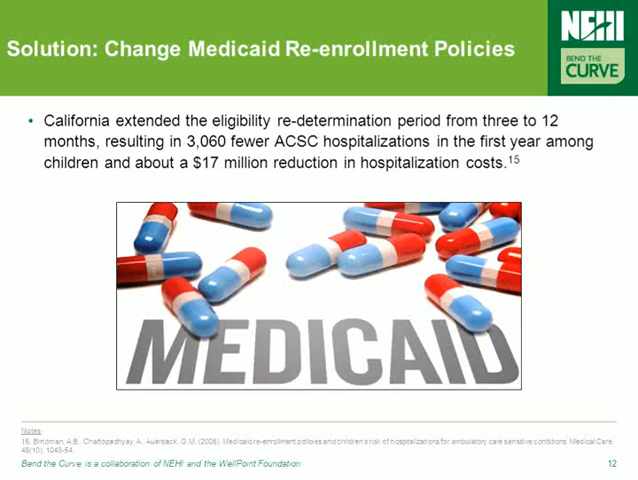 Solution: Change Medicaid Re-enrollment Policies
NEHI
BEND THE
CURVE
• California extended the eligibility re-determination period from three to 12
months, resulting in 3,060 fewer ACSC hospitalizations in the first year among
children and about a $17 million reduction in hospitalization costs.15
MEDICAID
Notes
15. Bindman, A.B., Chattopadhyay, A., Auerback, G.M. (2008). Medicaid re-enrollment policies and children's risk of hospitalizations for ambulatory care sensitive conditions. Medical Care,
46(10), 1049-54.
Bend the Curve is a collaboration of NEHI and the WellPoint Foundation
12